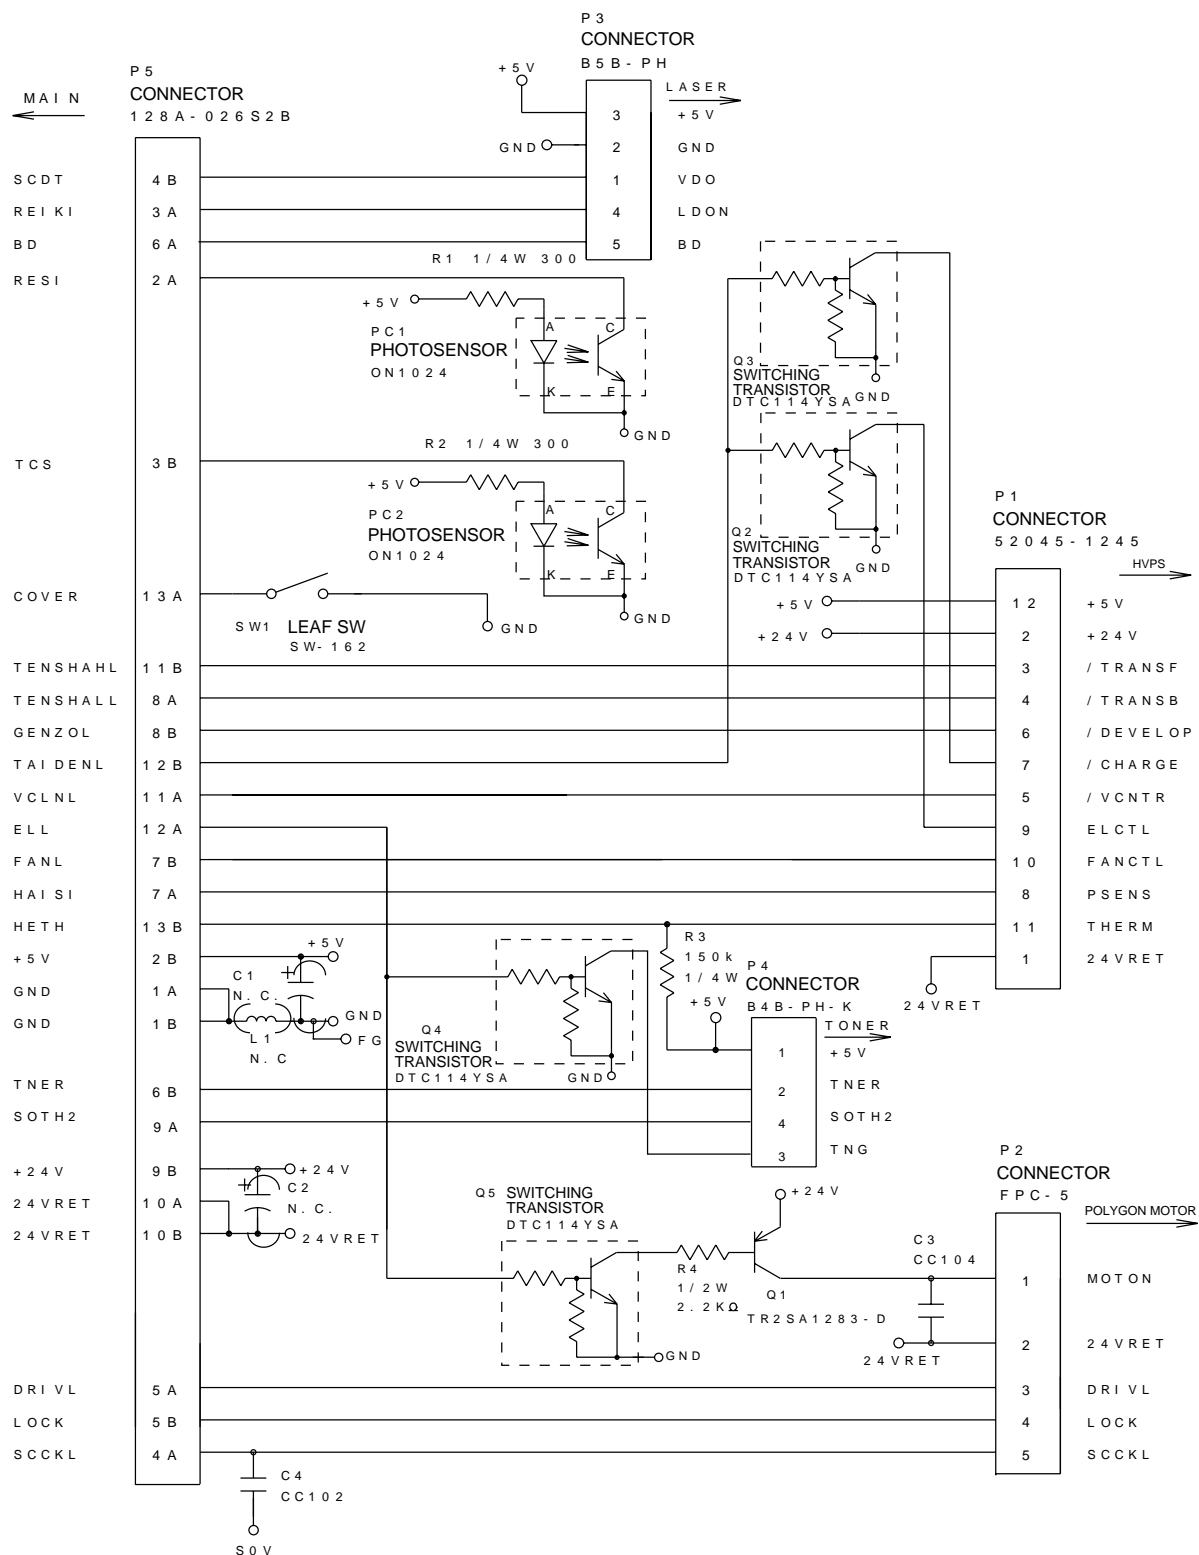 P3
CONNECTOR
B5B-PH
P5
CONNECTOR
128A-026S2B
MAIN
+5V
LASER
3 +5V
GND 2 GND
SCDT 4B 1 VDO
REIKI 3A 4 LDON
BD 6A 5 BD
R1 1/4W 300
RESI 2A
+5V
PC1
PHOTOSENSOR
ON1024
A C
K E
GND
Q3
SWITCHING
TRANSISTOR
DTC114YSA
GND
R2 1/4W 300
TCS 3B
+5V
PC2
PHOTOSENSOR
ON1024
A C
K E
GND
Q2
SWITCHING
TRANSISTOR
DTC114YSA
GND
P1
CONNECTOR
52045-1245
HVPS
COVER 13A
SW1 LEAF SW
SW-162
GND
+5V 12 +5V
+24V 2 +24V
TENSHAHL 11B 3 /TRANSF
TENSHALL 8A 4 /TRANSB
GENZOL 8B 6 /DEVELOP
TAIDENL 12B 7 /CHARGE
VCLNL 11A 5 /VCNTR
ELL 12A 9 ELCTL
FANL 7B 10 FANCTL
HAISI 7A 8 PSENS
HETH 13B 11 THERM
+5V 2B +5V 1 24VRET
24VRET
GND 1A
C1
N.C.
GND 1B GND
FG
L1
N.C
Q4
SWITCHING
TRANSISTOR
DTC114YSA
GND
R3
150k
1/4W
+5V
P4
CONNECTOR
B4B-PH-K
TONER
1 +5V
TNER 6B 2 TNER
SOTH2 9A 4 SOTH2
3 TNG
+24V 9B +24V
C2
N.C.
24VRET 10A
24VRET 10B 24VRET
Q5 SWITCHING
TRANSISTOR
DTC114YSA
GND
R4
1/2W
2.2KΩ
+24V
Q1
TR2SA1283-D
C3
CC104
24VRET
P2
CONNECTOR
FPC-5
POLYGON MOTOR
1 MOTON
2 24VRET
DRIVL 5A 3 DRIVL
LOCK 5B 4 LOCK
SCCKL 4A 5 SCCKL
C4
CC102
S0V